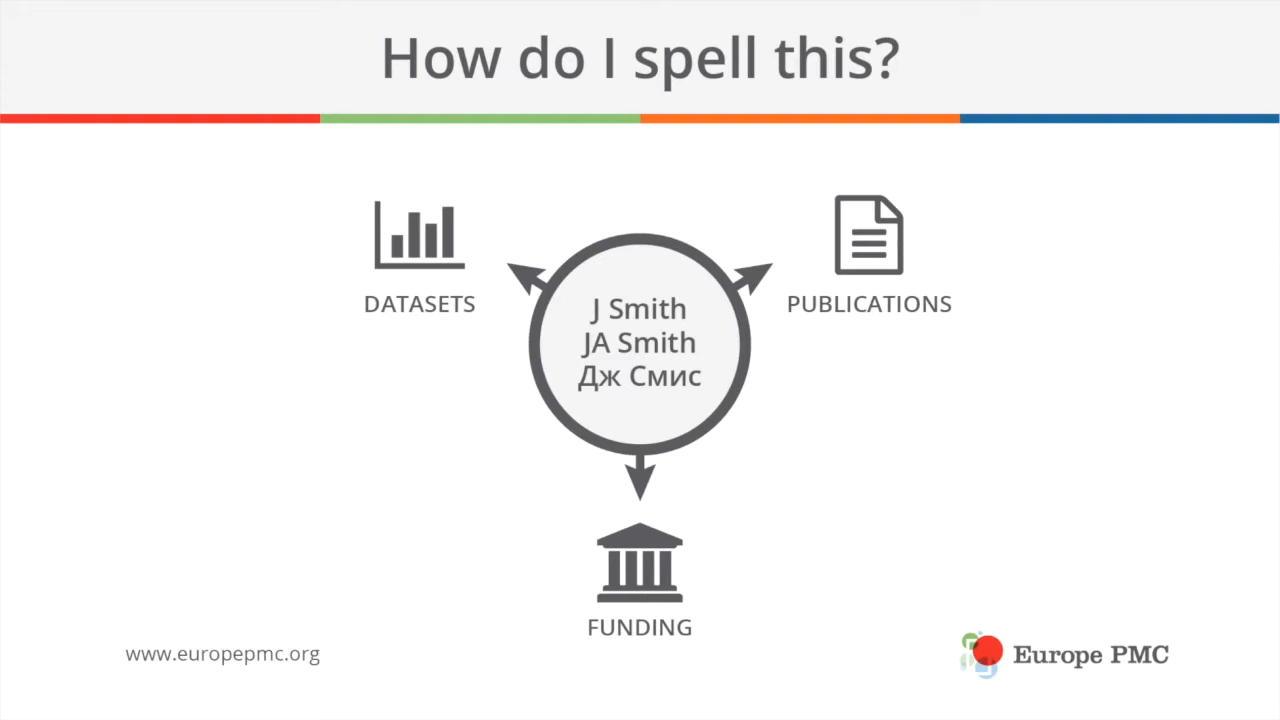 How do I spell this?
DATASETS
PUBLICATIONS
J Smith
JA Smith
Дж Смис
FUNDING
www.europepmc.org
Europe PMC